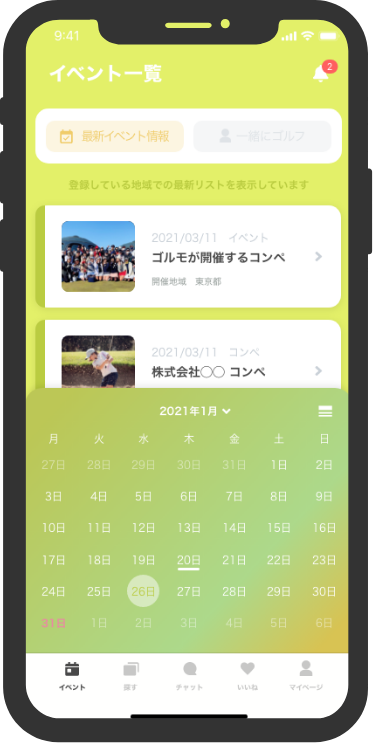 9:41
イベント一覧
2
最新イベント情報
一緒にゴルフ
登録している地域での最新リストを表示しています
2021/03/11 イベント
ゴルモが開催するコンペ
開催地域 東京都
2021/03/11 コンペ
株式会社〇〇 コンペ
2021年1月
月 火 水 木 金 土 日
27日 28日 29日 30日 31日 1日 2日
3日 4日 5日 6日 7日 8日 9日
10日 11日 12日 13日 14日 15日 16日
17日 18日 19日 20日 21日 22日 23日
24日 25日 26日 27日 28日 29日 30日
31日 1日 2日 3日 4日 5日 6日
イベント 探す チャット いいね マイページ